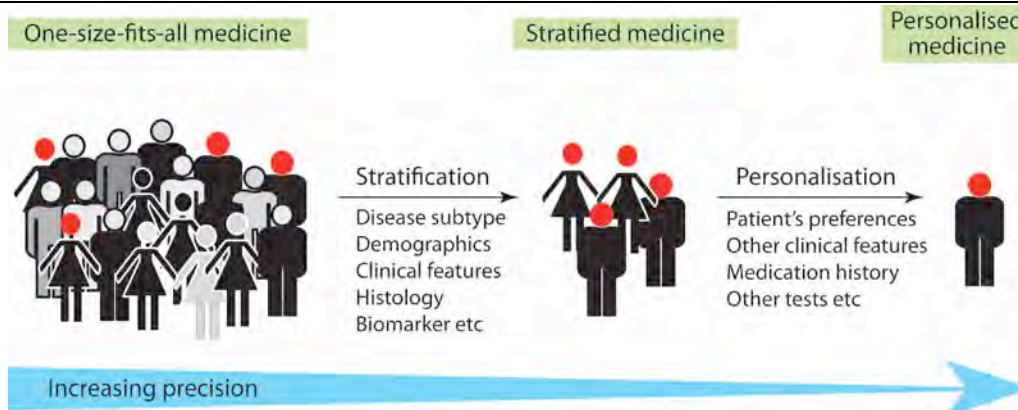 One-size-fits-all medicine
Stratified medicine
Personalised
medicine
Stratification
Disease subtype
Demographics
Clinical features
Histology
Biomarker etc
Personalisation
Patient's preferences
Other clinical features
Medication history
Other tests etc
Increasing precision